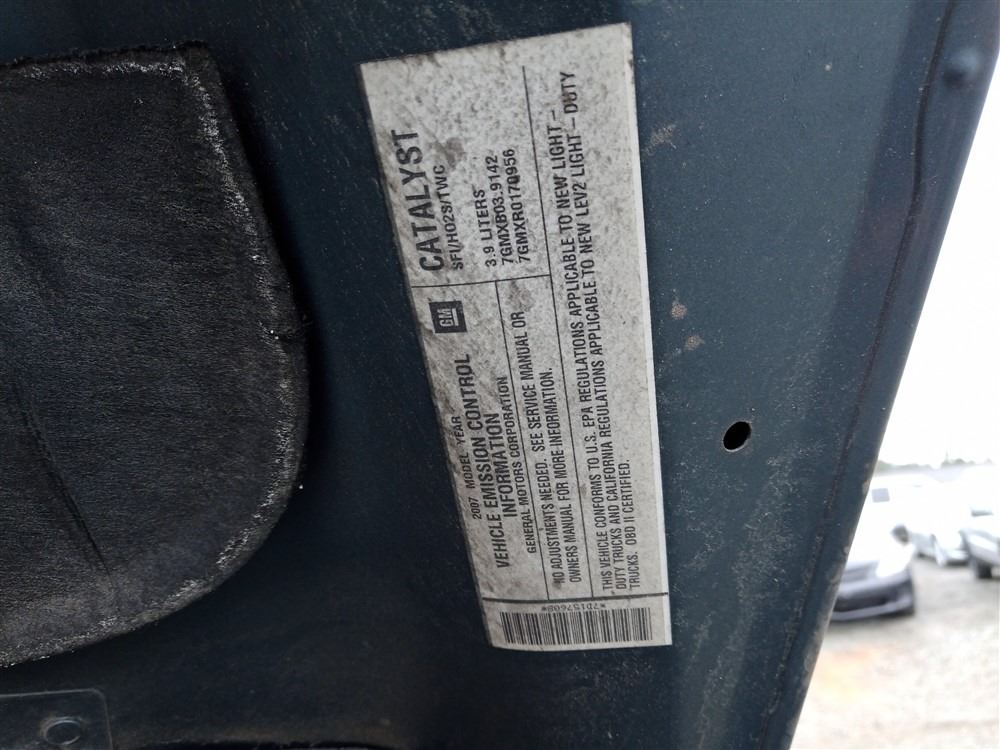 2007 MODEL YEAR
VEHICLE EMISSION CONTROL
INFORMATION
GENERAL MOTORS CORPORATION
GM
CATALYST
SFI/HO2S/TWC
3.9 LITERS
7GMXB03.9142
7GMXR0170956
NO ADJUSTMENTS NEEDED. SEE SERVICE MANUAL OR
OWNERS MANUAL FOR MORE INFORMATION.
THIS VEHICLE CONFORMS TO U.S. EPA REGULATIONS APPLICABLE TO NEW LIGHT-
DUTY TRUCKS AND CALIFORNIA REGULATIONS APPLICABLE TO NEW LEV2 LIGHT-DUTY
TRUCKS. OBD II CERTIFIED.
*7D15760B*